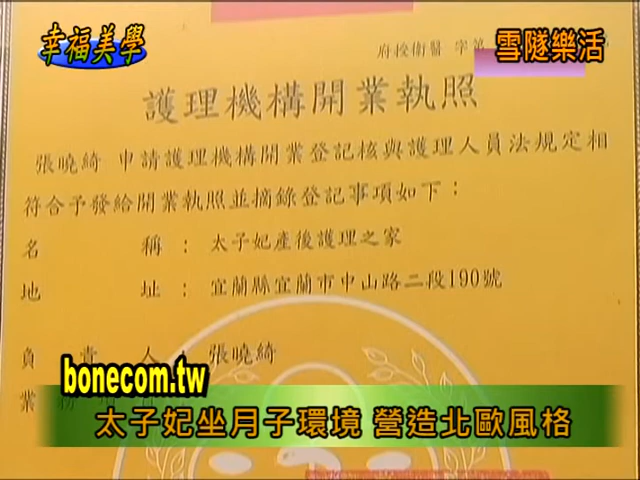 幸福美學
雪隧樂活
府授衛醫 字 第
護理機構開業執照
張曉綺 申請護理機構開業登記核與護理人員法規定相
符合予發給開業執照並摘錄登記事項如下：
名 稱 ： 太子妃產後護理之家
地 址 ： 宜蘭縣宜蘭市中山路二段190號
負 責 人 ： 張曉綺
業 務
bonecom.tw
太子妃坐月子環境 營造北歐風格